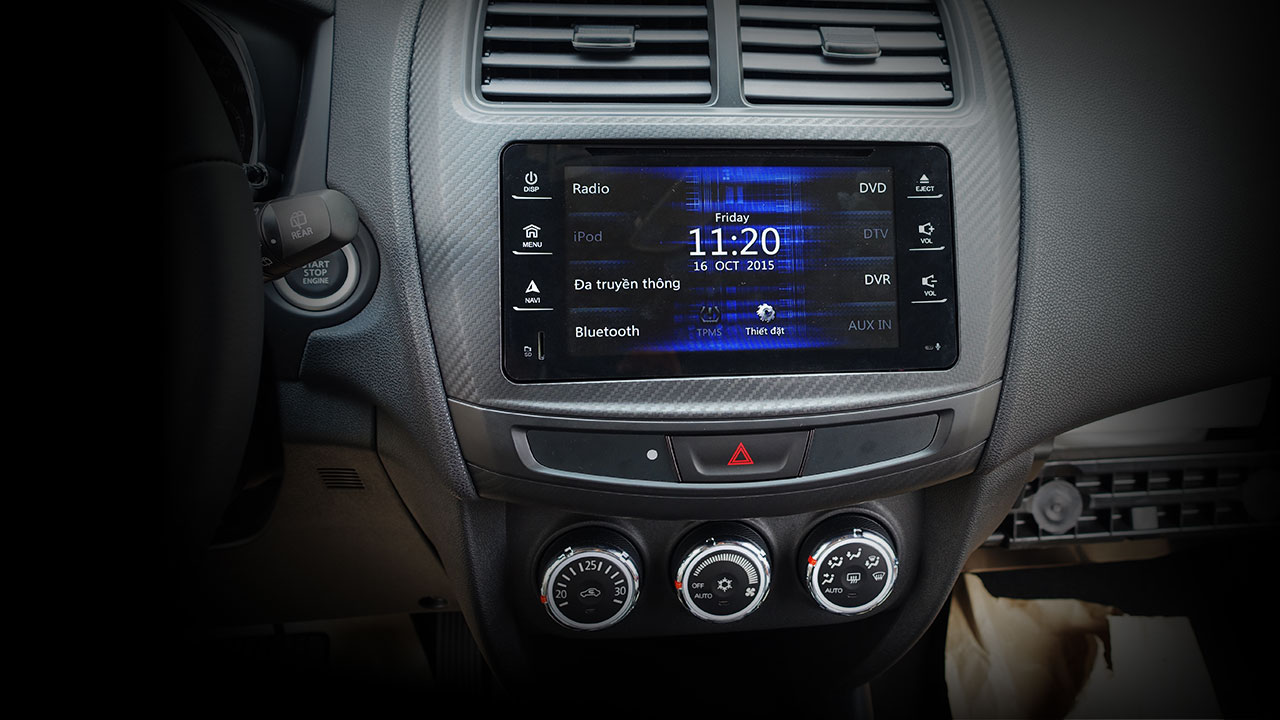 DISP
MENU
NAVI
SD
Radio
iPod
Đa truyền thông
Bluetooth
Friday
11:20
16 OCT 2015
TPMS
Thiết đặt
DVD
DTV
DVR
AUX IN
EJECT
VOL
VOL
REAR
START
STOP
ENGINE
20 25 30
OFF
AUTO
AUTO